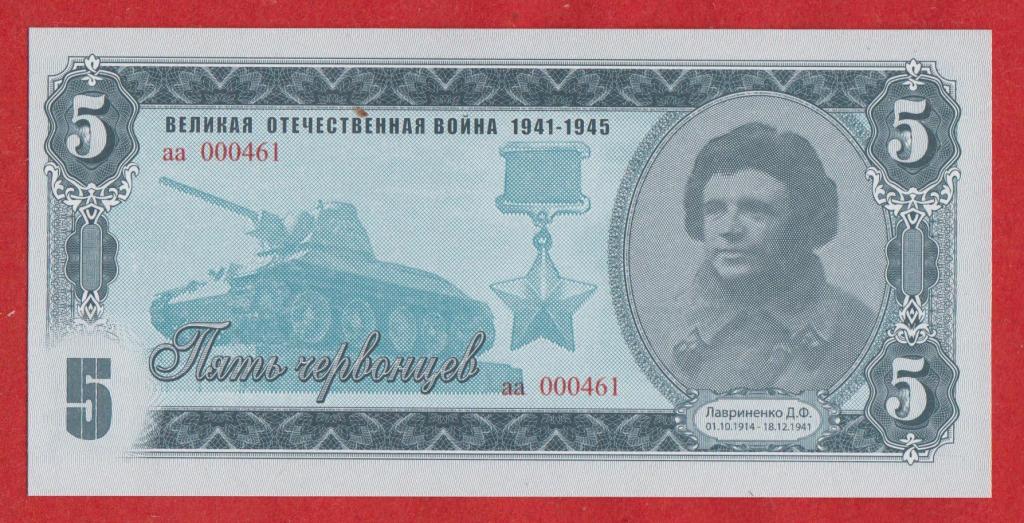 5
5
ВЕЛИКАЯ ОТЕЧЕСТВЕННАЯ ВОЙНА 1941-1945
аа 000461
Пять червонцев
аа 000461
5
5
Лавриненко Д.Ф.
01.10.1914 - 18.12.1941